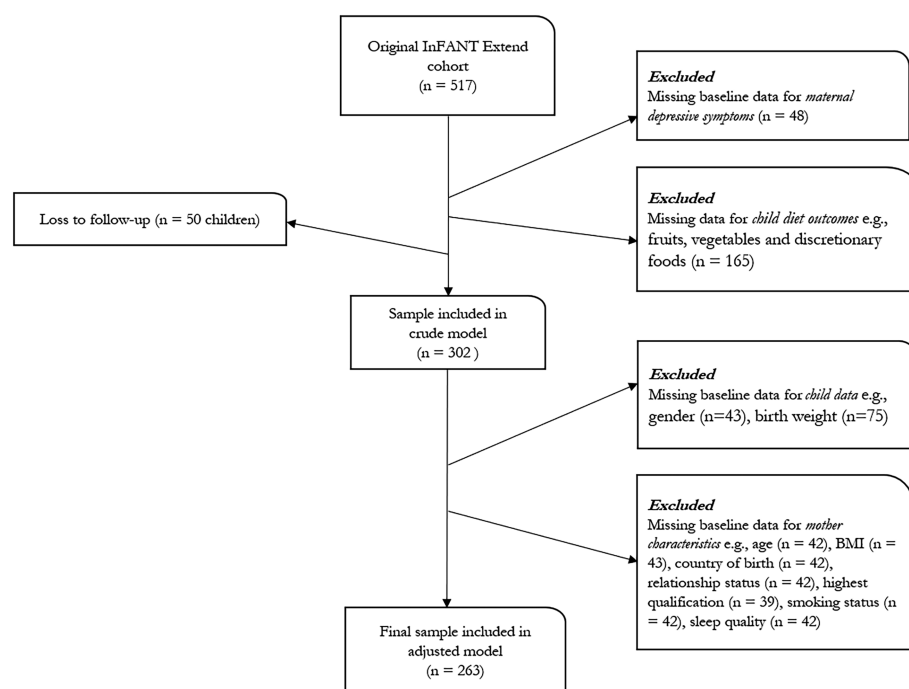 Original InFANT Extend
cohort
(n = 517)
Excluded
Missing baseline data for maternal
depressive symptoms (n = 48)
Excluded
Missing data for child diet outcomes e.g.,
fruits, vegetables and discretionary
foods (n = 165)
Loss to follow-up (n = 50 children)
Sample included in
crude model
(n = 302 )
Excluded
Missing baseline data for child data e.g.,
gender (n=43), birth weight (n=75)
Excluded
Missing baseline data for mother
characteristics e.g., age (n = 42), BMI (n =
43), country of birth (n = 42),
relationship status (n = 42), highest
qualification (n = 39), smoking status (n
= 42), sleep quality (n = 42)
Final sample included in
adjusted model
(n = 263)